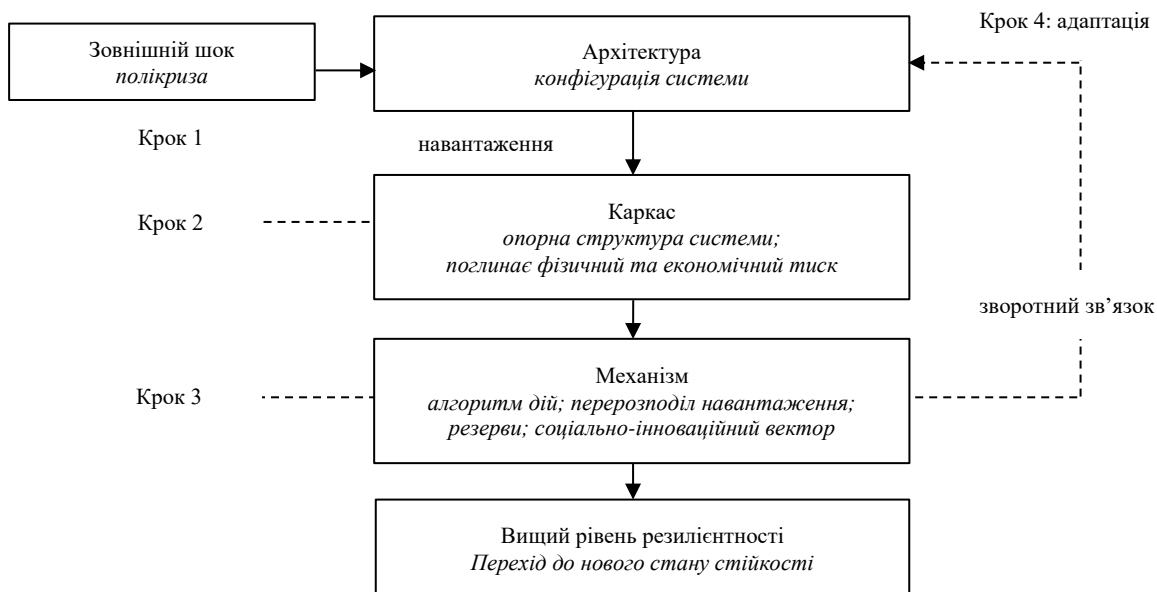 Крок 4: адаптація
Зовнішній шок
полікриза
Архітектура
конфігурація системи
Крок 1
навантаження
Крок 2
Каркас
опорна структура системи;
поглинає фізичний та економічний тиск
зворотний зв’язок
Крок 3
Механізм
алгоритм дій; перерозподіл навантаження;
резерви; соціально-інноваційний вектор
Вищий рівень резилієнтності
Перехід до нового стану стійкості